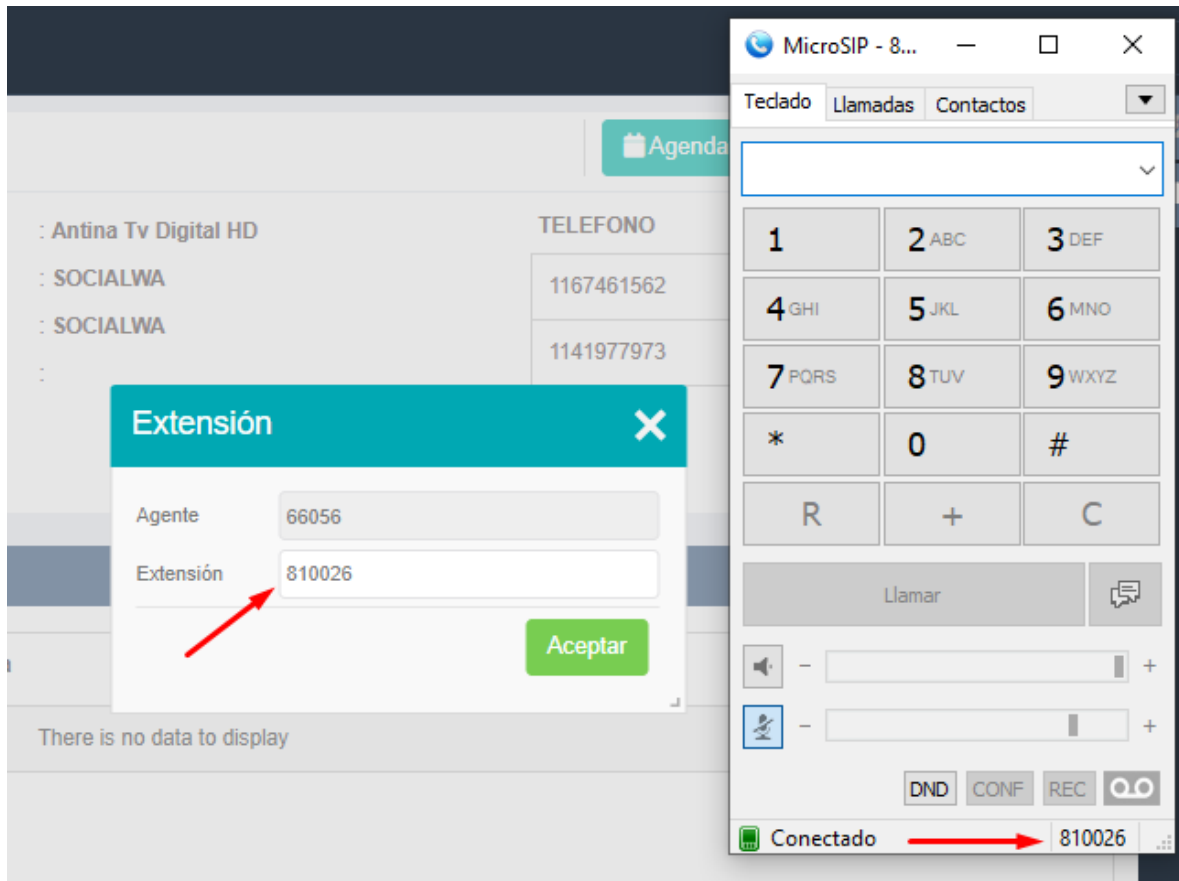 Agenda
: Antina Tv Digital HD
: SOCIALWA
: SOCIALWA
:
TELEFONO
1167461562
1141977973
Extensión
Agente 66056
Extensión 810026
Aceptar
There is no data to display
MicroSIP - 8...
Teclado Llamadas Contactos
1 2 ABC 3 DEF
4 GHI 5 JKL 6 MNO
7 PQRS 8 TUV 9 WXYZ
* 0 #
R + C
Llamar
- +
- +
DND CONF REC
Conectado 810026